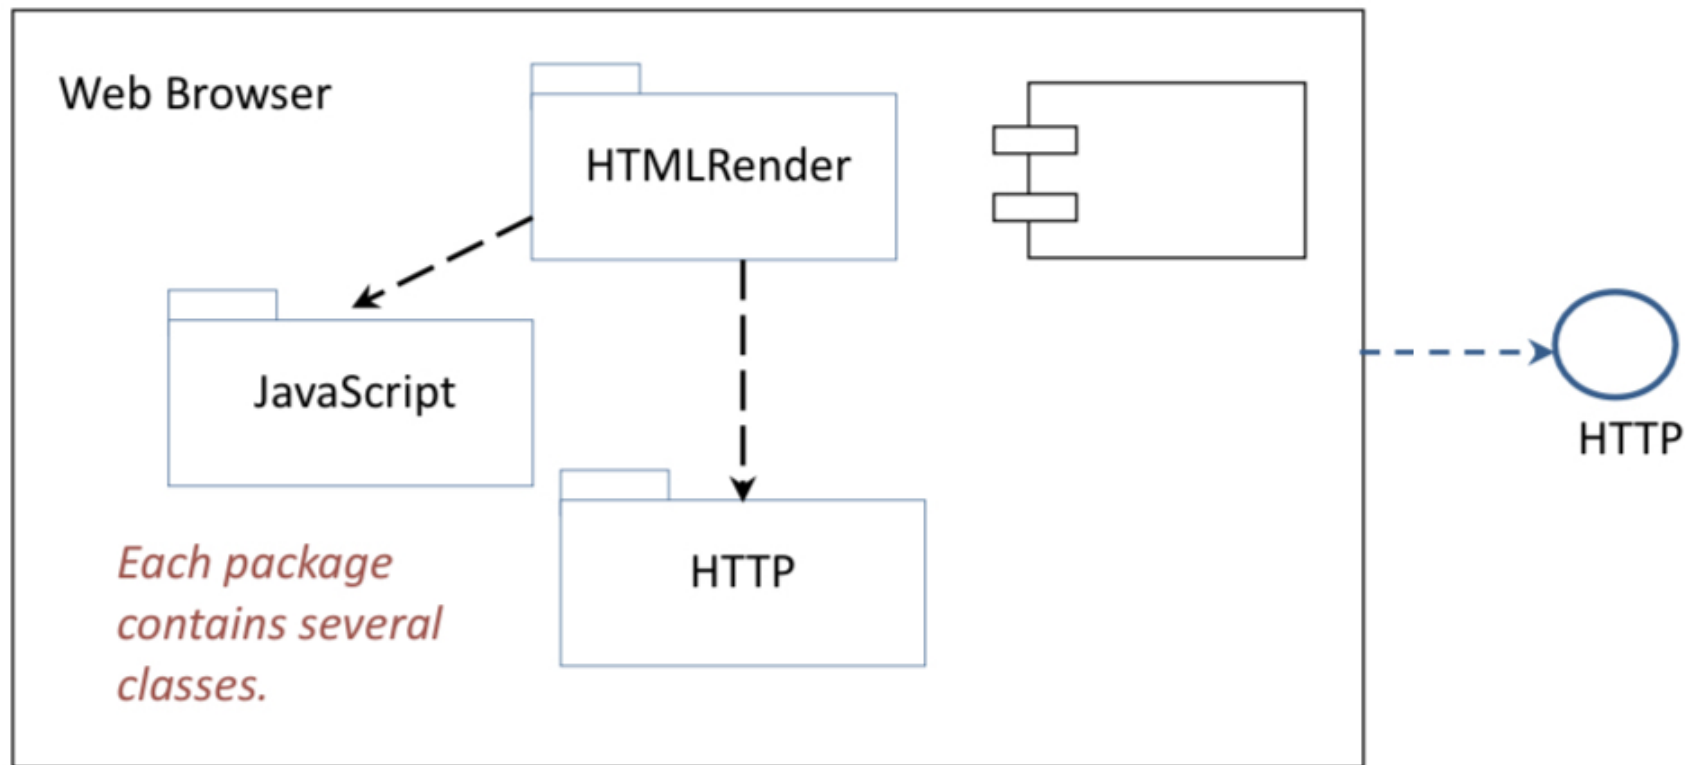 Web Browser
HTMLRender
JavaScript
HTTP
HTTP
Each package
contains several
classes.